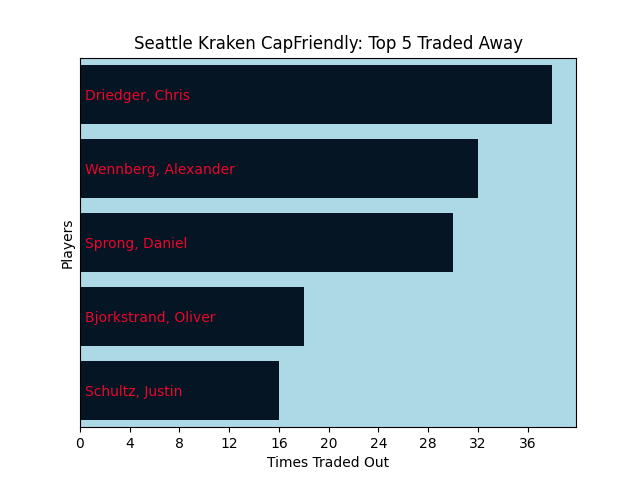 Seattle Kraken CapFriendly: Top 5 Traded Away
Players
Driedger, Chris
Wennberg, Alexander
Sprong, Daniel
Bjorkstrand, Oliver
Schultz, Justin
0 4 8 12 16 20 24 28 32 36
Times Traded Out